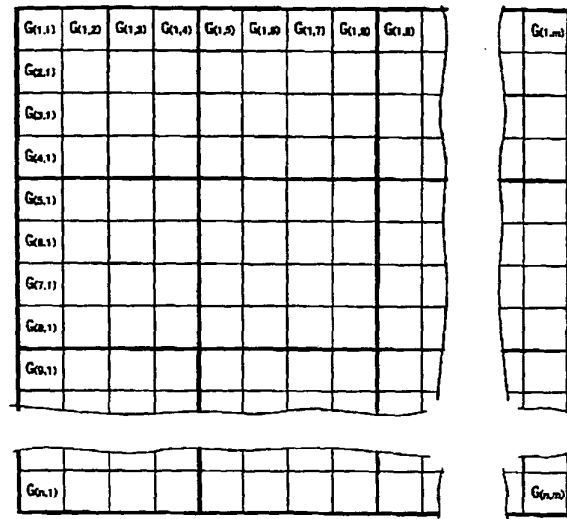 G(1,1) G(1,2) G(1,3) G(1,4) G(1,5) G(1,6) G(1,7) G(1,8) G(1,9) G(1,m)
G(2,1)
G(3,1)
G(4,1)
G(5,1)
G(6,1)
G(7,1)
G(8,1)
G(9,1)
G(n,1) G(n,m)